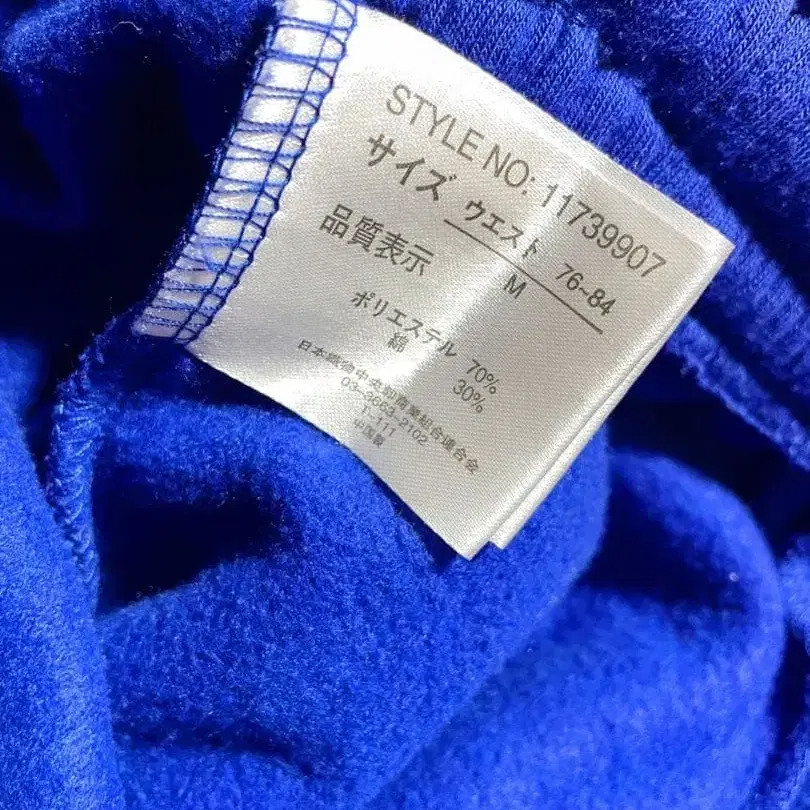 STYLE NO: 11739907
サイズ ウエスト 76~84
M
品質表示
ポリエステル 70%
綿 30%
日本織物中央卸商業組合連合会
03-3663-2102
T-111
中国製